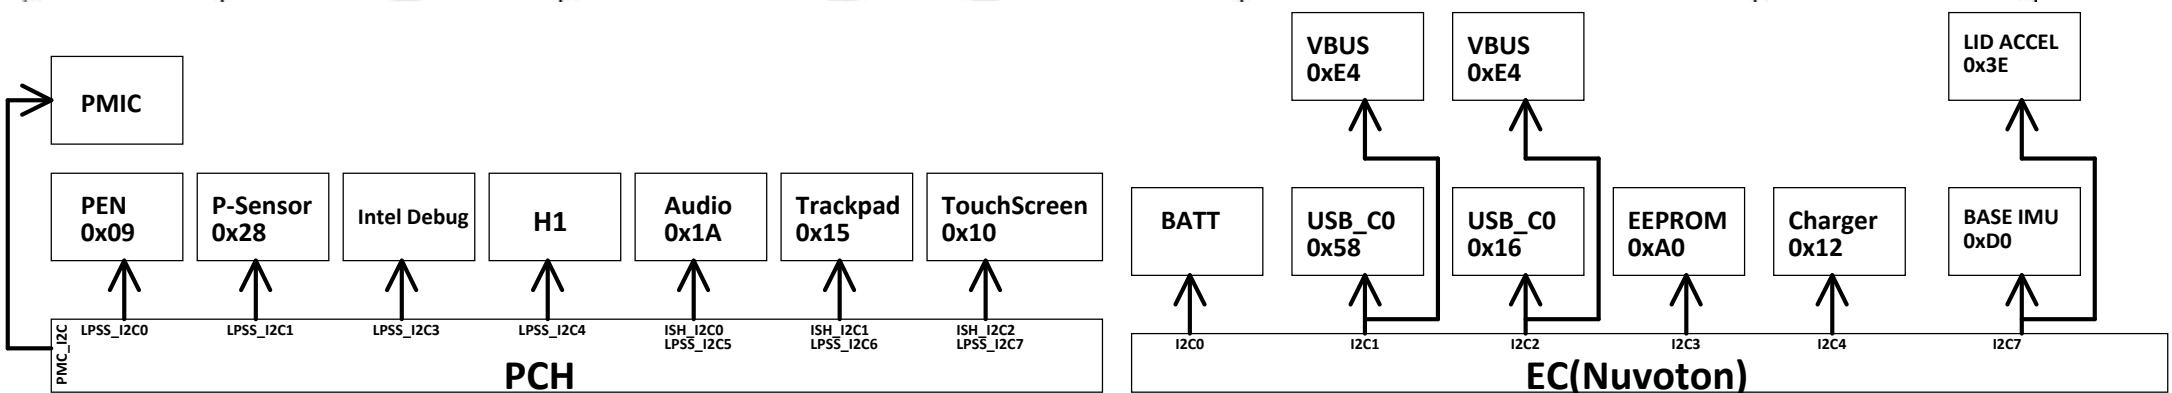 VBUS
0xE4
VBUS
0xE4
LID ACCEL
0x3E
PMIC
PEN
0x09
P-Sensor
0x28
Intel Debug
H1
Audio
0x1A
Trackpad
0x15
TouchScreen
0x10
BATT
USB_C0
0x58
USB_C0
0x16
EEPROM
0xA0
Charger
0x12
BASE IMU
0xD0
PMIC_I2C
LPSS_I2C0
LPSS_I2C1
LPSS_I2C3
LPSS_I2C4
ISH_I2C0
LPSS_I2C5
ISH_I2C1
LPSS_I2C6
ISH_I2C2
LPSS_I2C7
PCH
I2C0
I2C1
I2C2
I2C3
I2C4
I2C7
EC(Nuvoton)